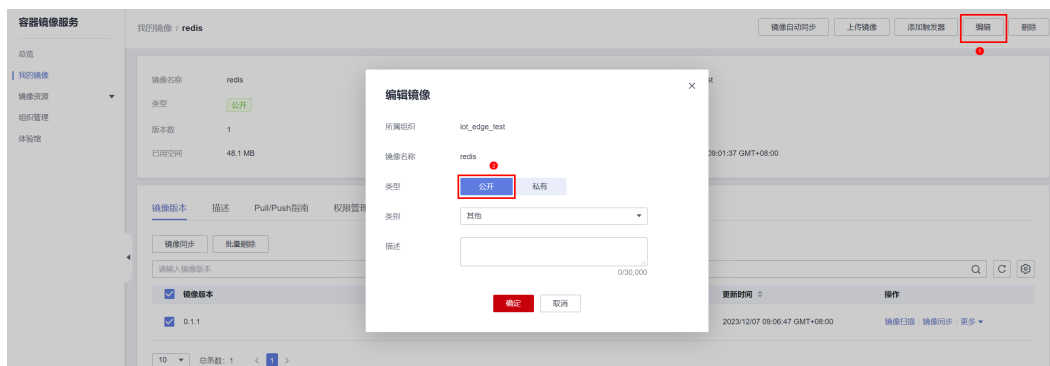 容器镜像服务
总览
我的镜像
镜像资源
组织管理
体验馆
我的镜像 / redis
镜像自动同步 上传镜像 添加触发器 编辑 删除
1
镜像名称 redis
类型 公开
版本数 1
已用空间 48.1 MB
st
09:01:37 GMT+08:00
编辑镜像
所属组织 iot_edge_test
镜像名称 redis
2
类型 公开 私有
类别 其他
描述
0/30,000
确定 取消
镜像版本 描述 Pull/Push指南 权限管理
镜像同步 批量删除
请输入镜像版本
镜像版本 更新时间 操作
0.1.1 2023/12/07 09:06:47 GMT+08:00 镜像扫描 镜像同步 更多
10 总条数: 1 < 1 >